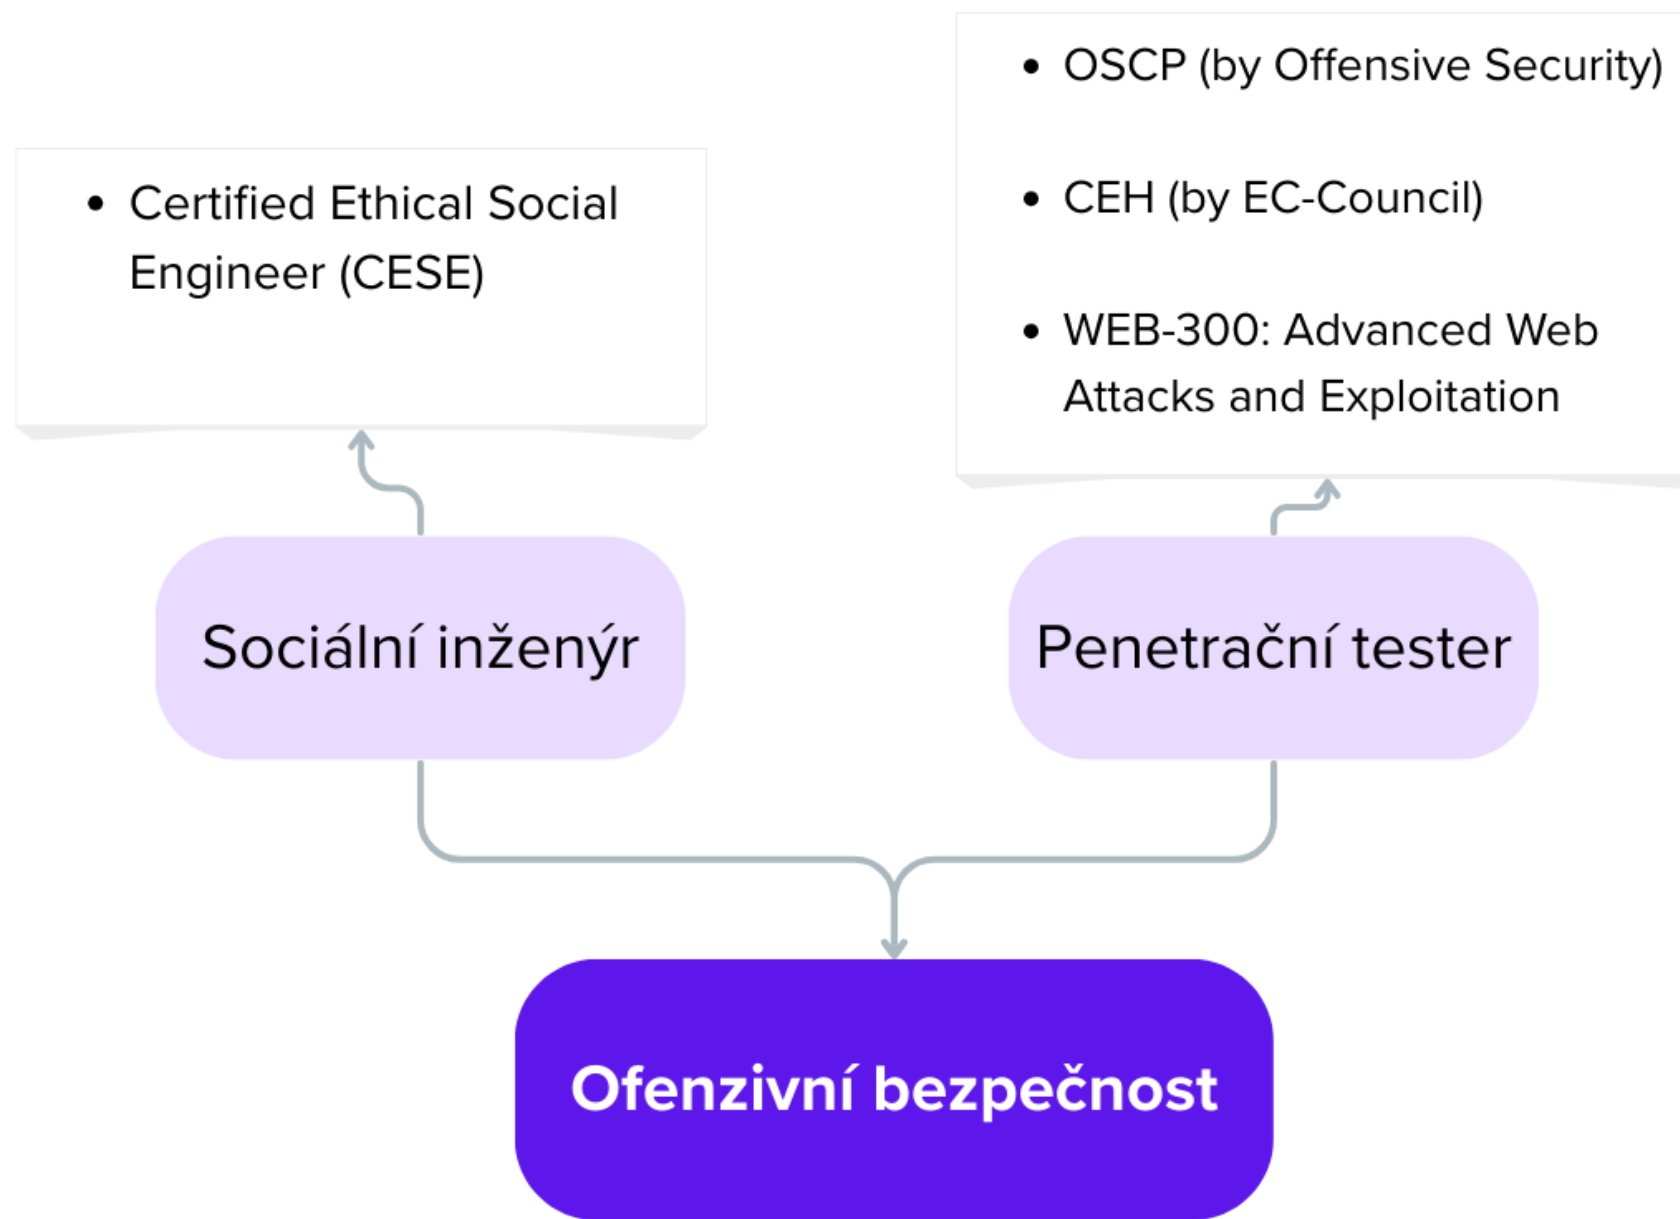 • OSCP (by Offensive Security)
• CEH (by EC-Council)
• WEB-300: Advanced Web
Attacks and Exploitation
• Certified Ethical Social
Engineer (CESE)
Sociální inženýr
Penetrační tester
Ofenzivní bezpečnost